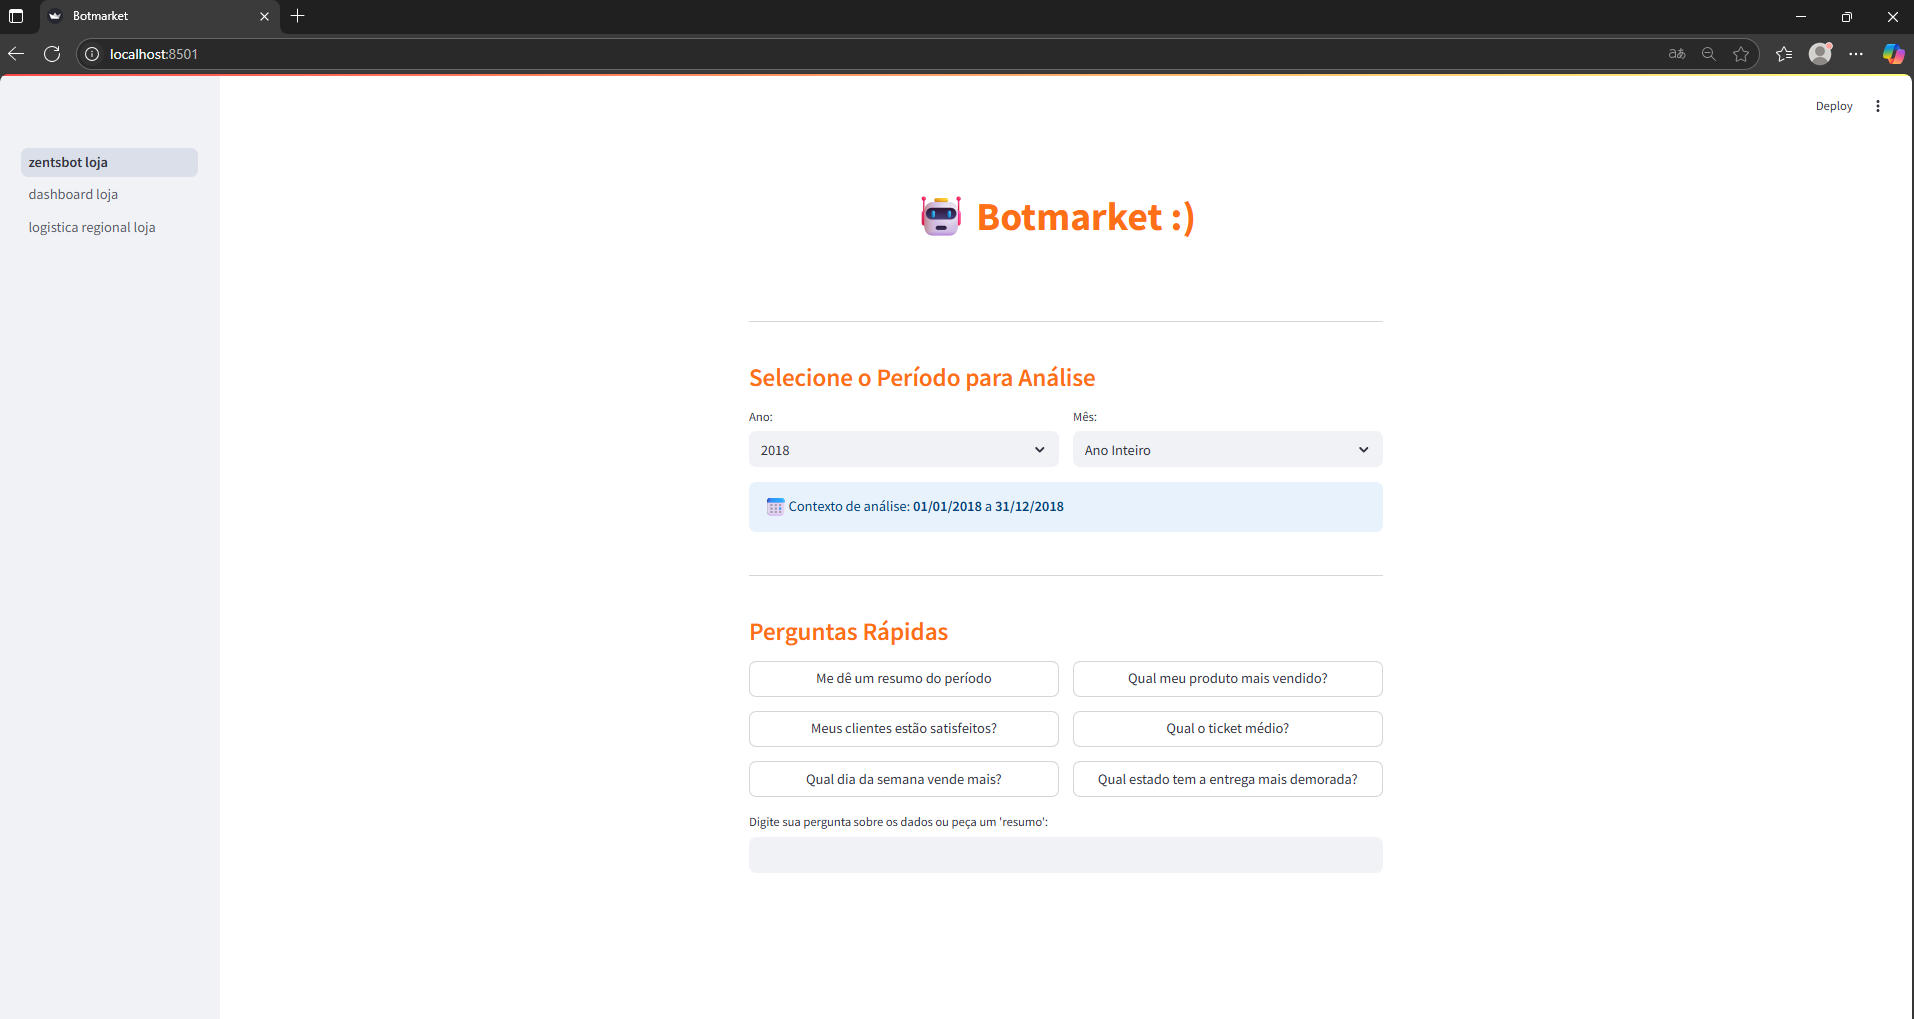 Botmarket
localhost:8501
Deploy
zentsbot loja
dashboard loja
logistica regional loja
Botmarket :)
Selecione o Período para Análise
Ano:
Mês:
2018
Ano Inteiro
Contexto de análise: 01/01/2018 a 31/12/2018
Perguntas Rápidas
Me dê um resumo do período
Qual meu produto mais vendido?
Meus clientes estão satisfeitos?
Qual o ticket médio?
Qual dia da semana vende mais?
Qual estado tem a entrega mais demorada?
Digite sua pergunta sobre os dados ou peça um 'resumo':